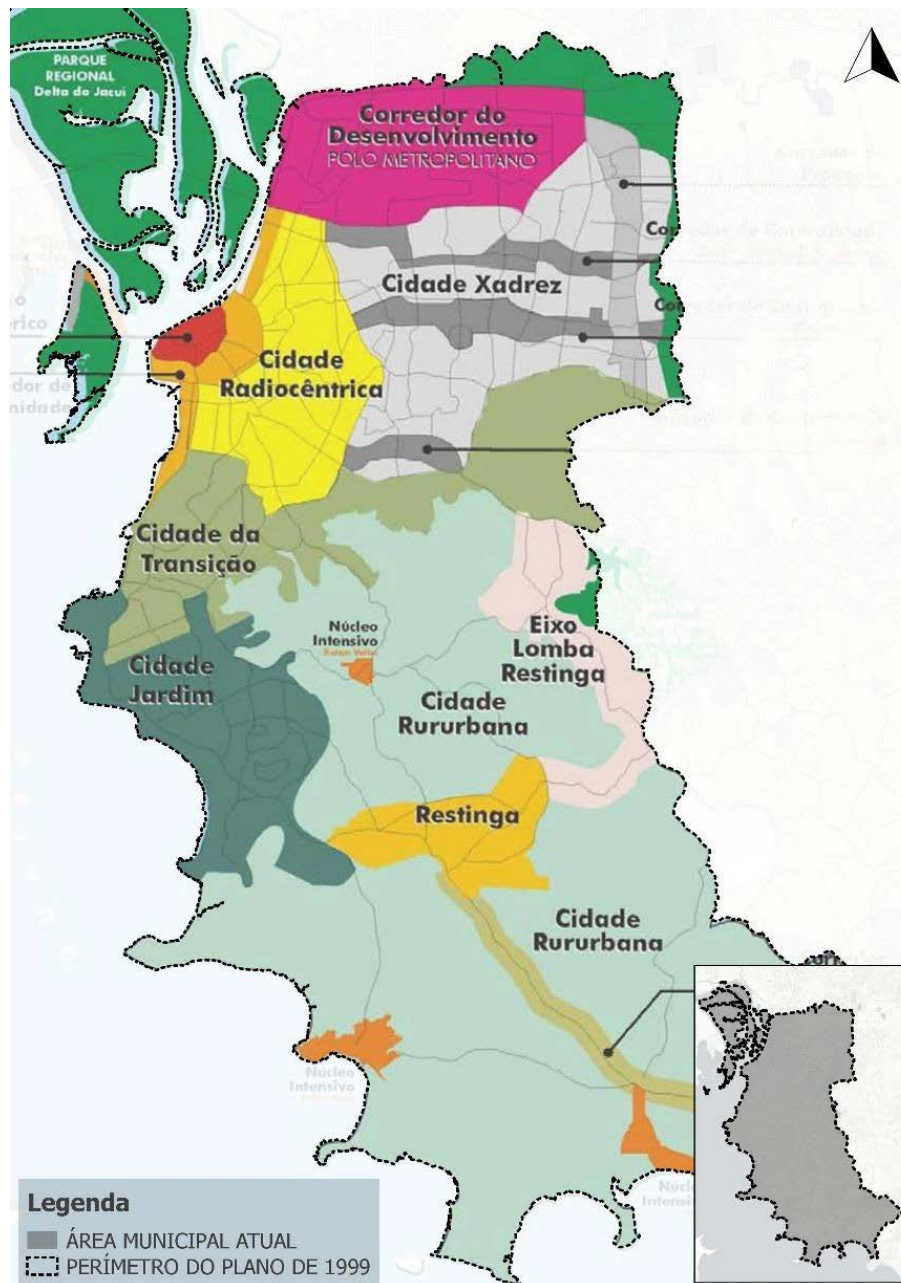 PARQUE
REGIONAL
Delta do Jacuí
Corredor do
Desenvolvimento
PÓLO METROPOLITANO
Cidade Xadrez
Cidade
Radiocêntrica
Cidade da
Transição
Núcleo
Intensivo
Eixo
Lomba
Restinga
Cidade
Jardim
Cidade
Rururbana
Restinga
Cidade
Rururbana
Núcleo
Intensivo
Legenda
ÁREA MUNICIPAL ATUAL
PERÍMETRO DO PLANO DE 1999